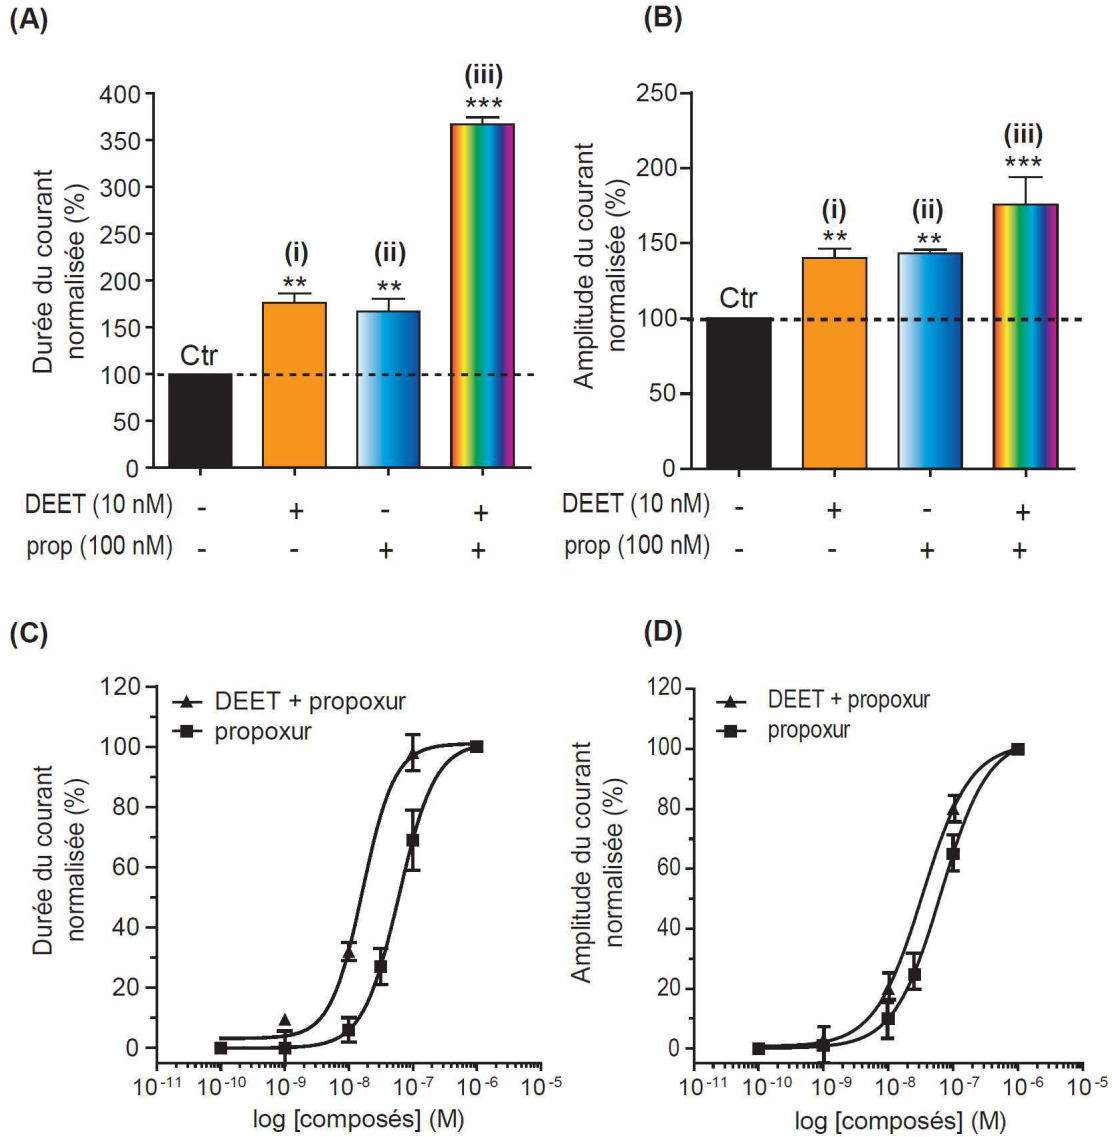 (A)
Durée du courant
normalisée (%)
400
350
300
250
200
150
100
50
0
Ctr
(i)
**
(ii)
**
(iii)
***
DEET (10 nM) - + - +
prop (100 nM) - - + +
(B)
Amplitude du courant
normalisée (%)
250
200
150
100
50
0
Ctr
(i)
**
(ii)
**
(iii)
***
DEET (10 nM) - + - +
prop (100 nM) - - + +
(C)
Durée du courant
normalisée (%)
120
100
80
60
40
20
0
DEET + propoxur
propoxur
10-11 10-10 10-9 10-8 10-7 10-6 10-5
log [composés] (M)
(D)
Amplitude du courant
normalisée (%)
120
100
80
60
40
20
0
DEET + propoxur
propoxur
10-11 10-10 10-9 10-8 10-7 10-6 10-5
log [composés] (M)